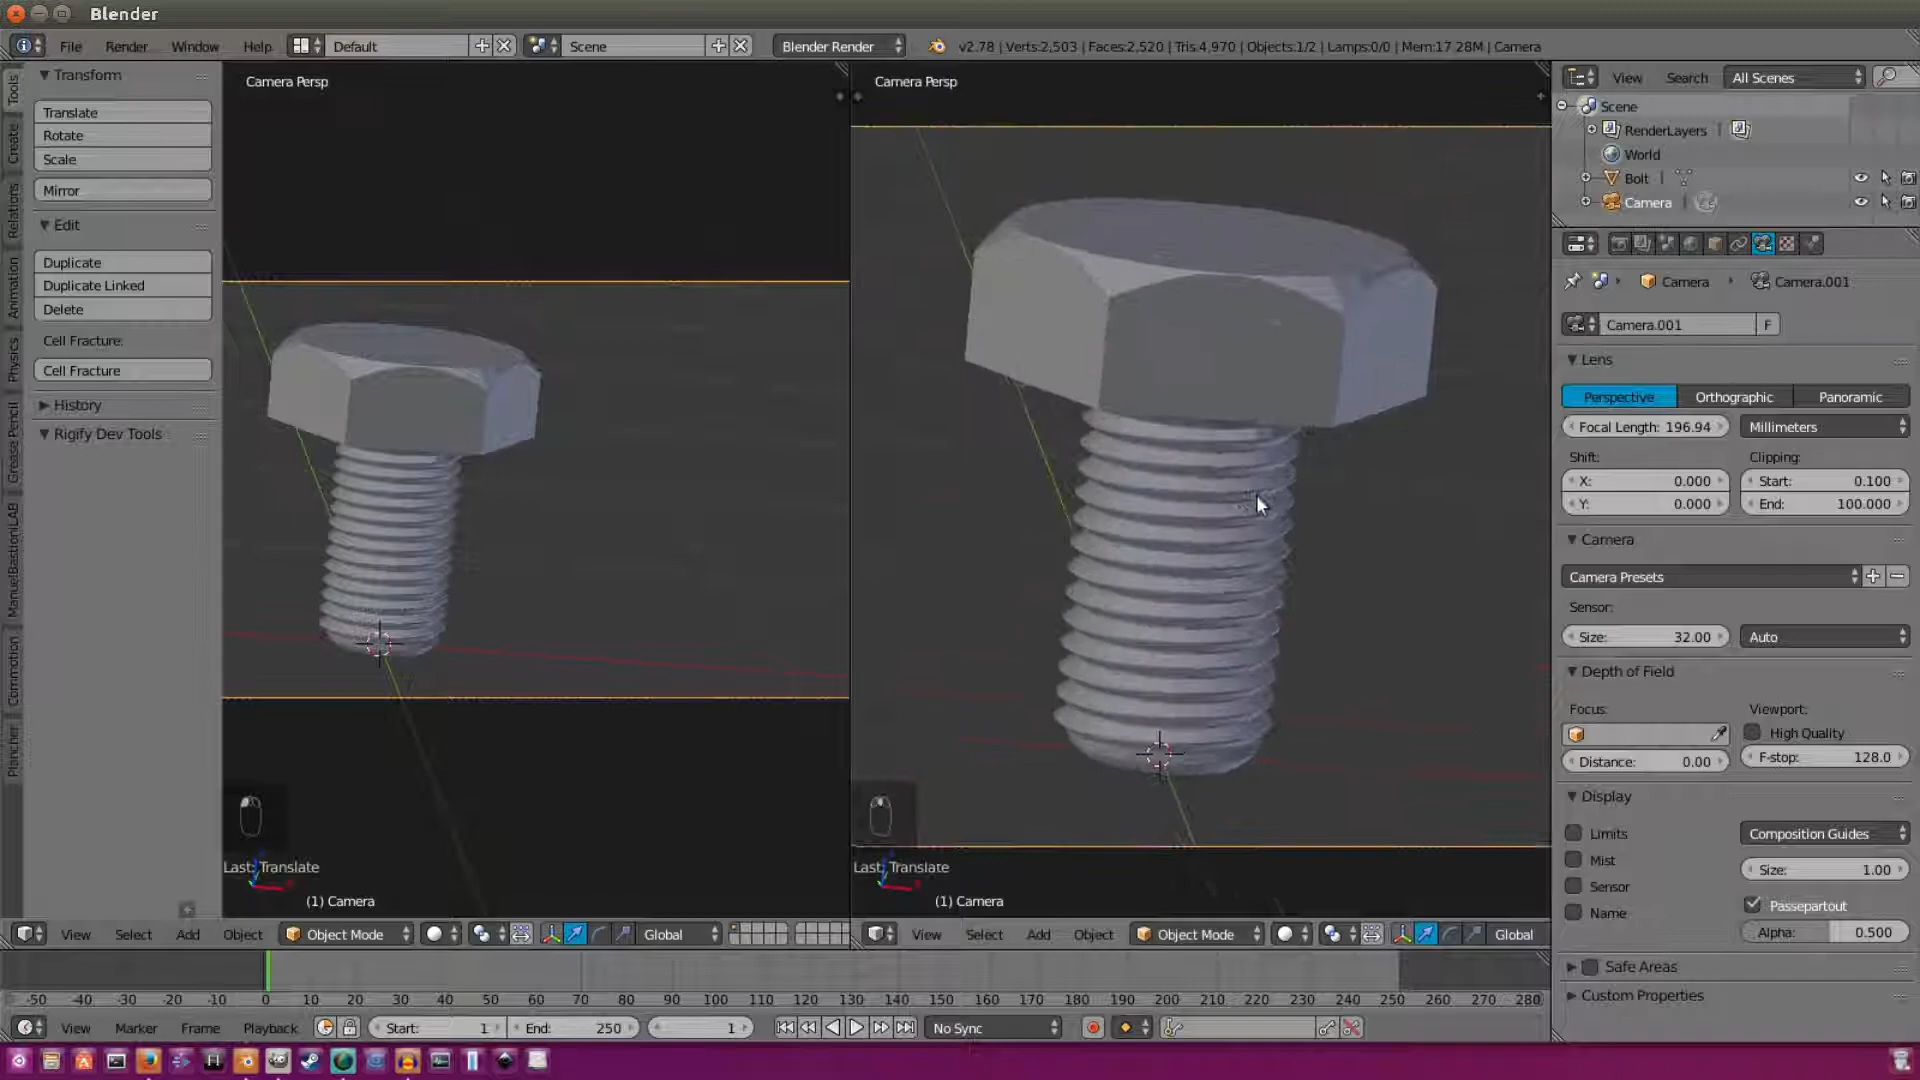 Blender
File Render Window Help Default Scene Blender Render v2.78 | Verts:2,503 | Faces:2,520 | Tris:4,970 | Objects:1/2 | Lamps:0/0 | Mem:17.28M | Camera
Tools
Create
Relations
Animation
Physics
Grease Pencil
ManuelBastioniLAB
Commotion
Plancher
Transform
Translate
Rotate
Scale
Mirror
Edit
Duplicate
Duplicate Linked
Delete
Cell Fracture:
Cell Fracture
History
Rigify Dev Tools
Camera Persp
Last: Translate
(1) Camera
View Select Add Object Object Mode Global
Camera Persp
Last: Translate
(1) Camera
View Select Add Object Object Mode Global
View Search All Scenes
Scene
RenderLayers |
World
Bolt |
Camera |
Camera Camera.001
Camera.001 F
Lens
Perspective Orthographic Panoramic
Focal Length: 196.94 Millimeters
Shift: Clipping:
X: 0.000 Start: 0.100
Y: 0.000 End: 100.000
Camera
Camera Presets
Sensor:
Size: 32.00 Auto
Depth of Field
Focus: Viewport:
High Quality
Distance: 0.00 F-stop: 128.0
Display
Limits Composition Guides
Mist Size: 1.00
Sensor
Name Passepartout
Alpha: 0.500
Safe Areas
Custom Properties
-50 -40 -30 -20 -10 0 10 20 30 40 50 60 70 80 90 100 110 120 130 140 150 160 170 180 190 200 210 220 230 240 250 260 270 280
View Marker Frame Playback Start: 1 End: 250 1 No Sync